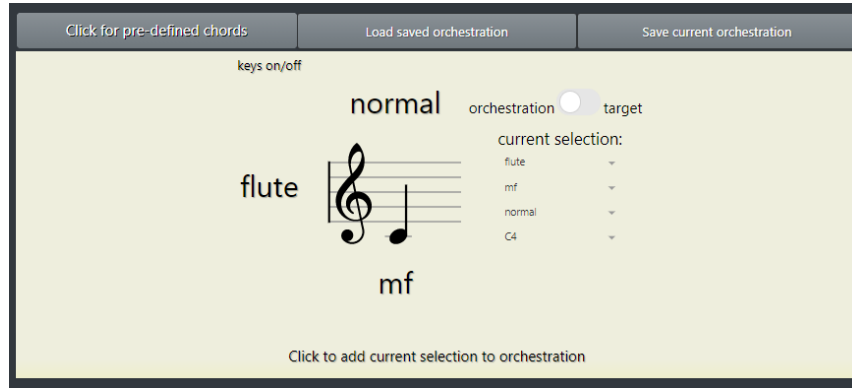 Click for pre-defined chords
Load saved orchestration
Save current orchestration
keys on/off
normal
orchestration
target
current selection:
flute
mf
normal
C4
flute
mf
Click to add current selection to orchestration